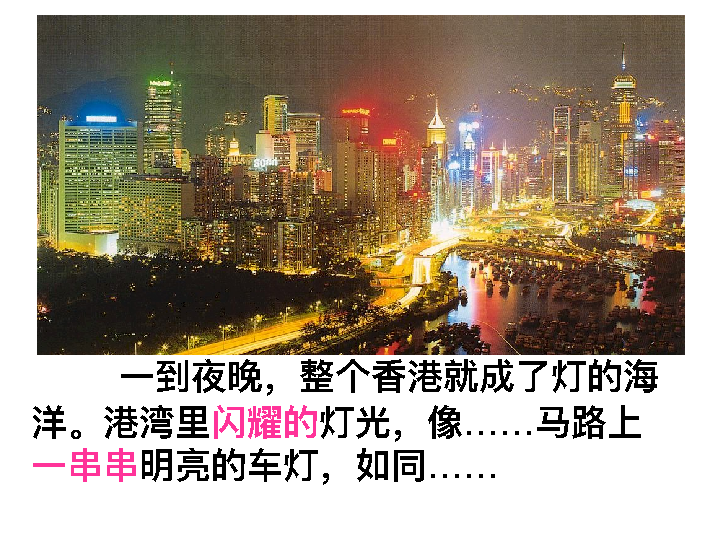 一到夜晚，整个香港就成了灯的海
洋。港湾里闪耀的灯光，像……马路上
一串串明亮的车灯，如同……